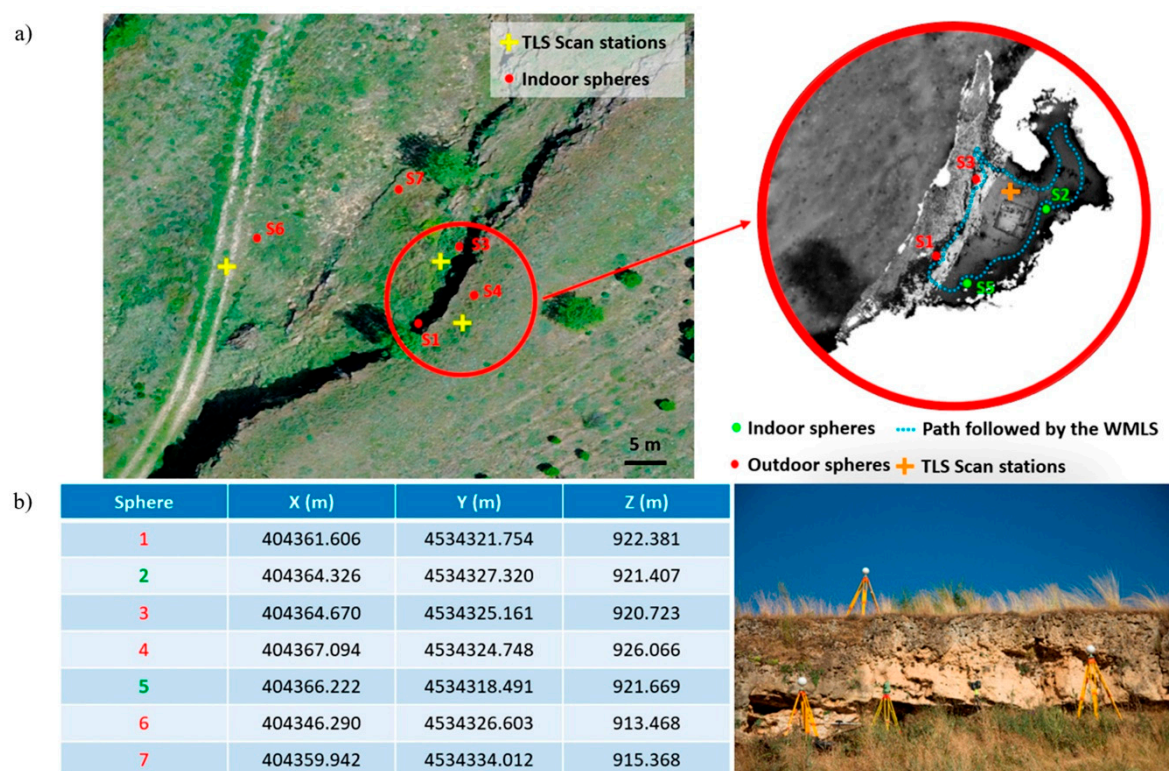 a)
TLS Scan stations
Indoor spheres
S7
S6
S3
S4
S1
5 m
S3
S2
S1
S5
Indoor spheres Path followed by the WMLS
Outdoor spheres TLS Scan stations
b)
Sphere X (m) Y (m) Z (m)
1 404361.606 4534321.754 922.381
2 404364.326 4534327.320 921.407
3 404364.670 4534325.161 920.723
4 404367.094 4534324.748 926.066
5 404366.222 4534318.491 921.669
6 404346.290 4534326.603 913.468
7 404359.942 4534334.012 915.368